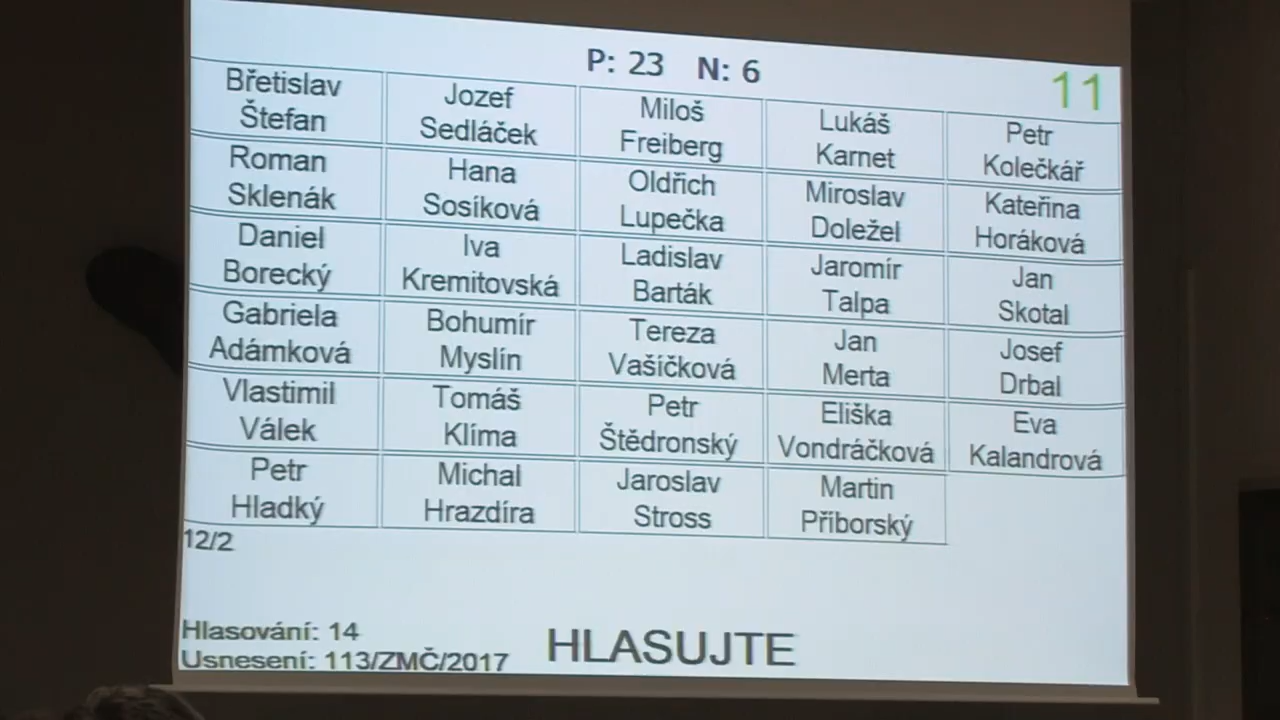 P: 23 N: 6
11
Břetislav Štefan
Jozef Sedláček
Miloš Freiberg
Lukáš Karnet
Petr Kolečkář
Roman Sklenák
Hana Sosíková
Oldřich Lupečka
Miroslav Doležel
Kateřina Horáková
Daniel Borecký
Iva Kremitovská
Ladislav Barták
Jaromír Talpa
Jan Skotal
Gabriela Adámková
Bohumír Myslín
Tereza Vašíčková
Jan Merta
Josef Drbal
Vlastimil Válek
Tomáš Klíma
Petr Štědronský
Eliška Vondráčková
Eva Kalandrová
Petr Hladký
Michal Hrazdíra
Jaroslav Stross
Martin Příborský
12/2
Hlasování: 14
Usnesení: 113/ZMČ/2017
HLASUJTE